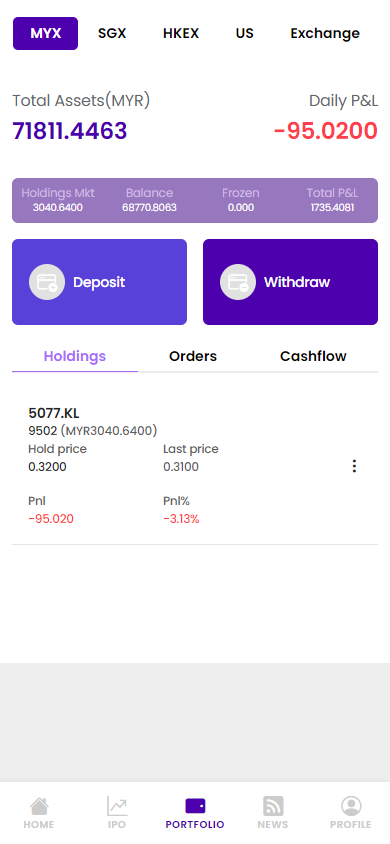 MYX SGX HKEX US Exchange
Total Assets(MYR) Daily P&L
71811.4463 -95.0200
Holdings Mkt Balance Frozen Total P&L
3040.6400 68770.8063 0.000 1735.4081
Deposit Withdraw
Holdings Orders Cashflow
5077.KL
9502 (MYR3040.6400)
Hold price Last price
0.3200 0.3100
Pnl Pnl%
-95.020 -3.13%
HOME IPO PORTFOLIO NEWS PROFILE